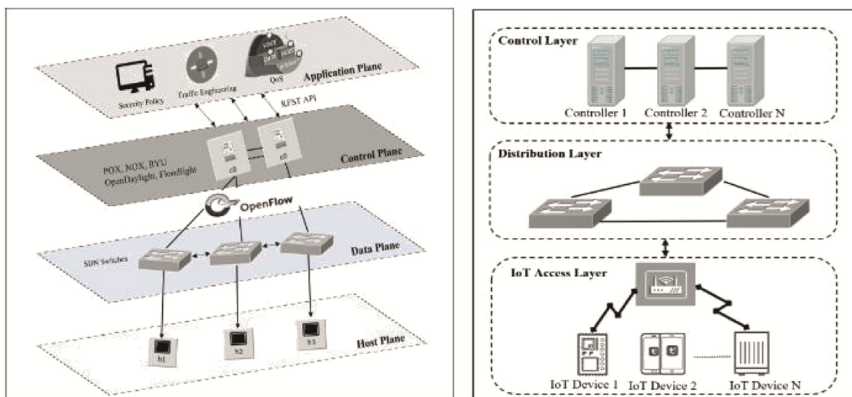 Security Policy
Traffic Engineering
QoS
Application Plane
REST API
POX, NOX, RYU
OpenDaylight, Floodlight
c0
c0
Control Plane
OpenFlow
SDN Switches
Data Plane
h1
h2
h3
Host Plane
Control Layer
Controller 1
Controller 2
Controller N
Distribution Layer
IoT Access Layer
IoT Device 1
IoT Device 2
IoT Device N